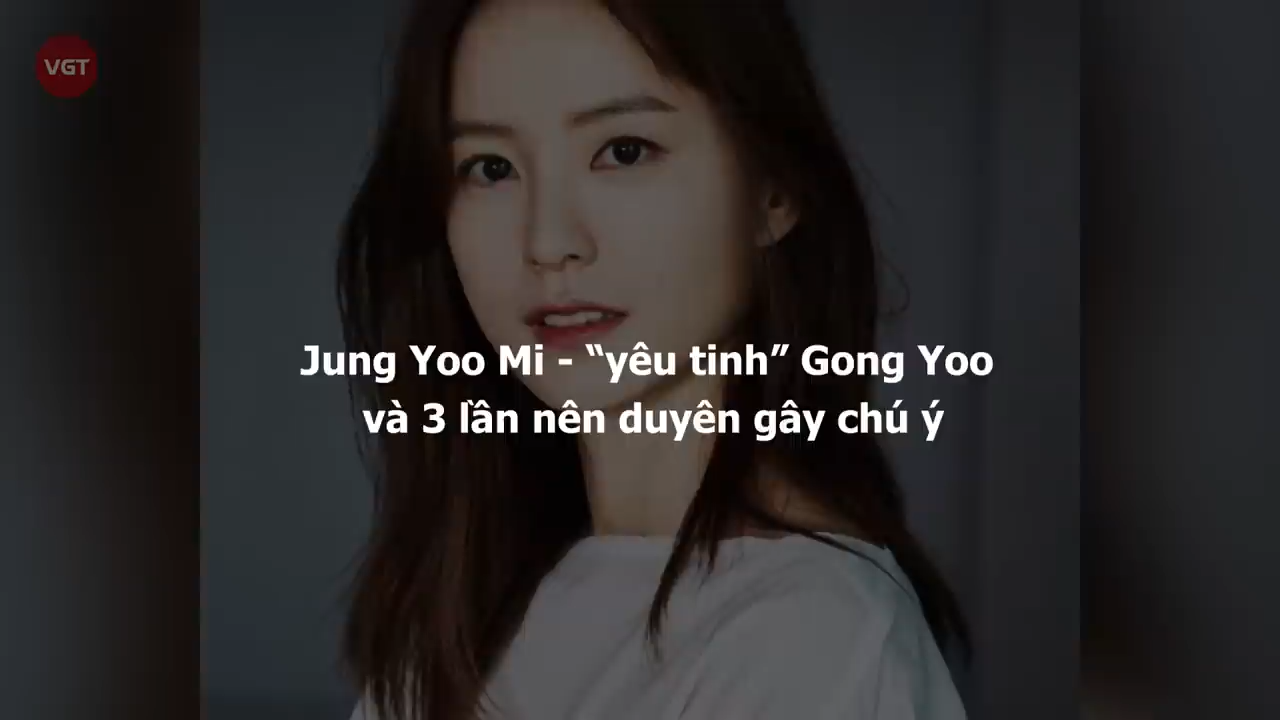 VGT
Jung Yoo Mi - “yêu tinh” Gong Yoo
và 3 lần nên duyên gây chú ý